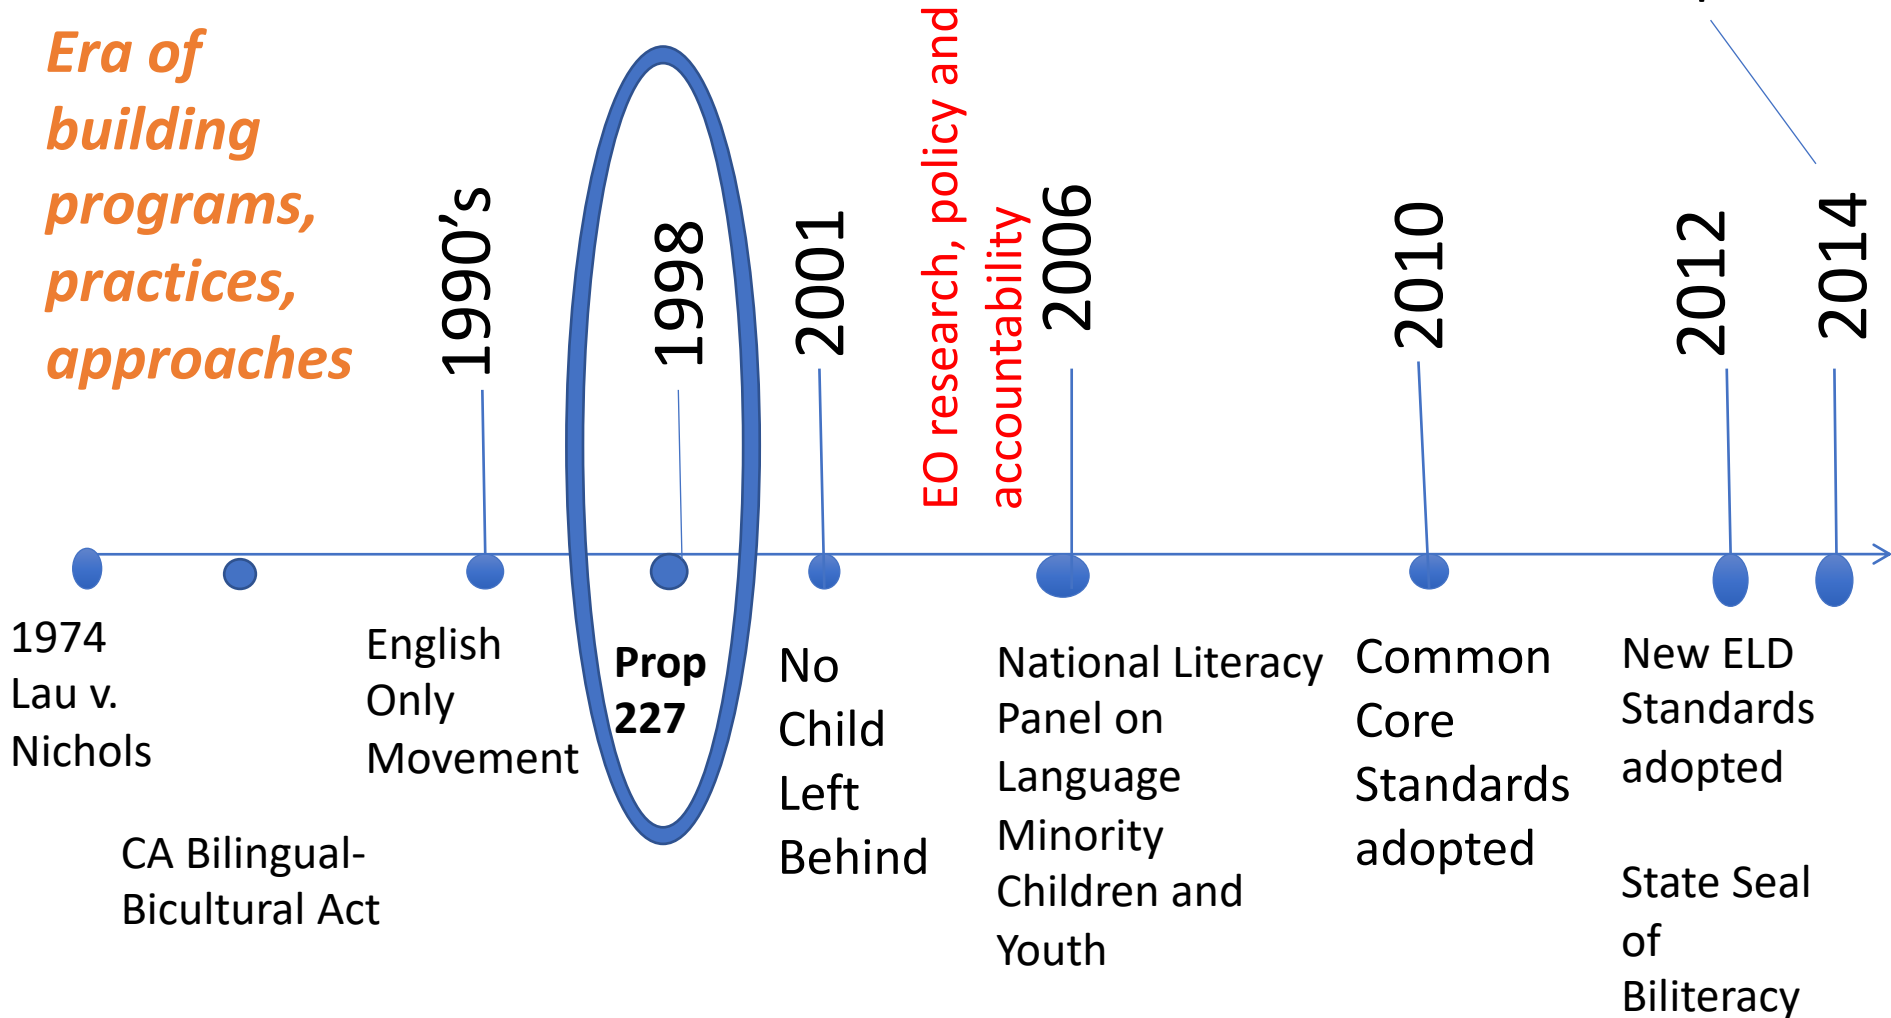 Era of
building
programs,
practices,
approaches
1990's
1998
2001
EO research, policy and
accountability
2006
2010
2012
2014
1974
Lau v.
Nichols
CA Bilingual-
Bicultural Act
English
Only
Movement
Prop
227
No
Child
Left
Behind
National Literacy
Panel on
Language
Minority
Children and
Youth
Common
Core
Standards
adopted
New ELD
Standards
adopted
State Seal
of
Biliteracy